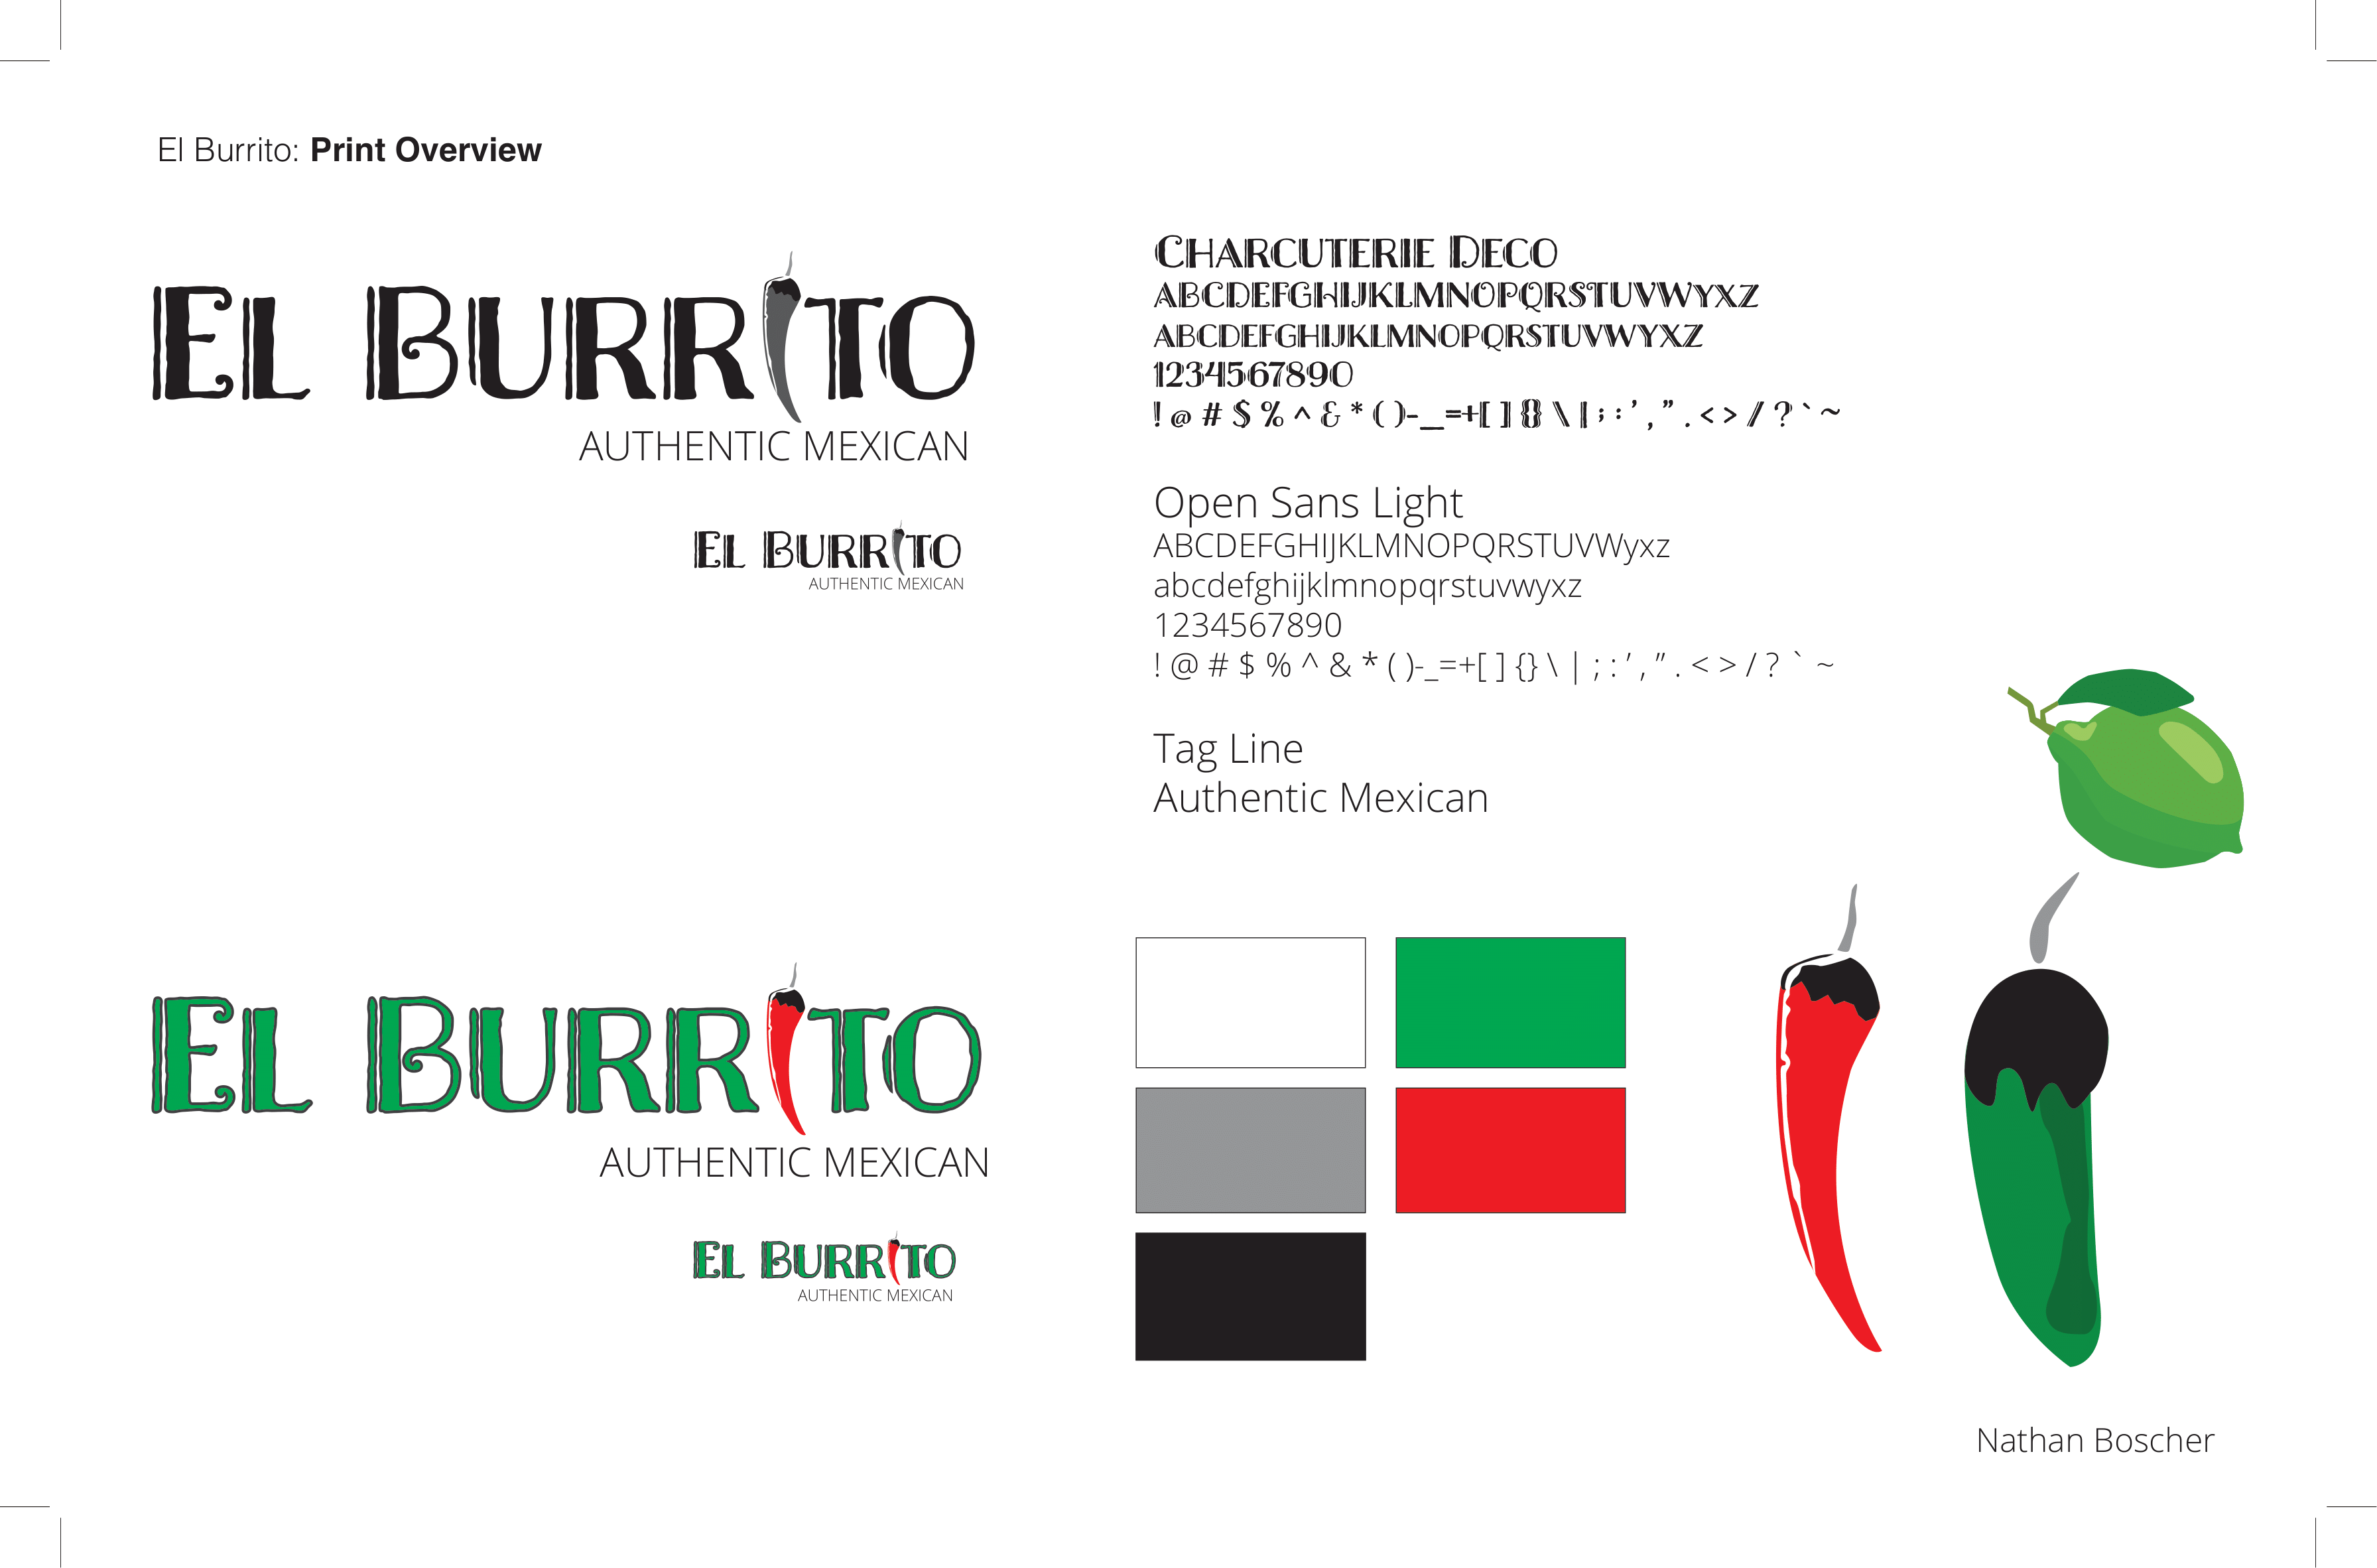 El Burrito: Print Overview
EL BURRITO
AUTHENTIC MEXICAN
EL BURRITO
AUTHENTIC MEXICAN
EL BURRITO
AUTHENTIC MEXICAN
EL BURRITO
AUTHENTIC MEXICAN
CHARCUTERIE DECO
ABCDEFGHIJKLMNOPQRSTUVWYXZ
ABCDEFGHIJKLMNOPQRSTUVWYXZ
1234567890
! @ # $ % ^ & * ( )-_=+[ ] {} \ | ; : ’ , ” . < > / ? ` ~
Open Sans Light
ABCDEFGHIJKLMNOPQRSTUVWyxz
abcdefghijklmnopqrstuvwyxz
1234567890
! @ # $ % ^ & * ( )-_=+[ ] {} \ | ; : ' , " . < > / ? ` ~
Tag Line
Authentic Mexican
Nathan Boscher